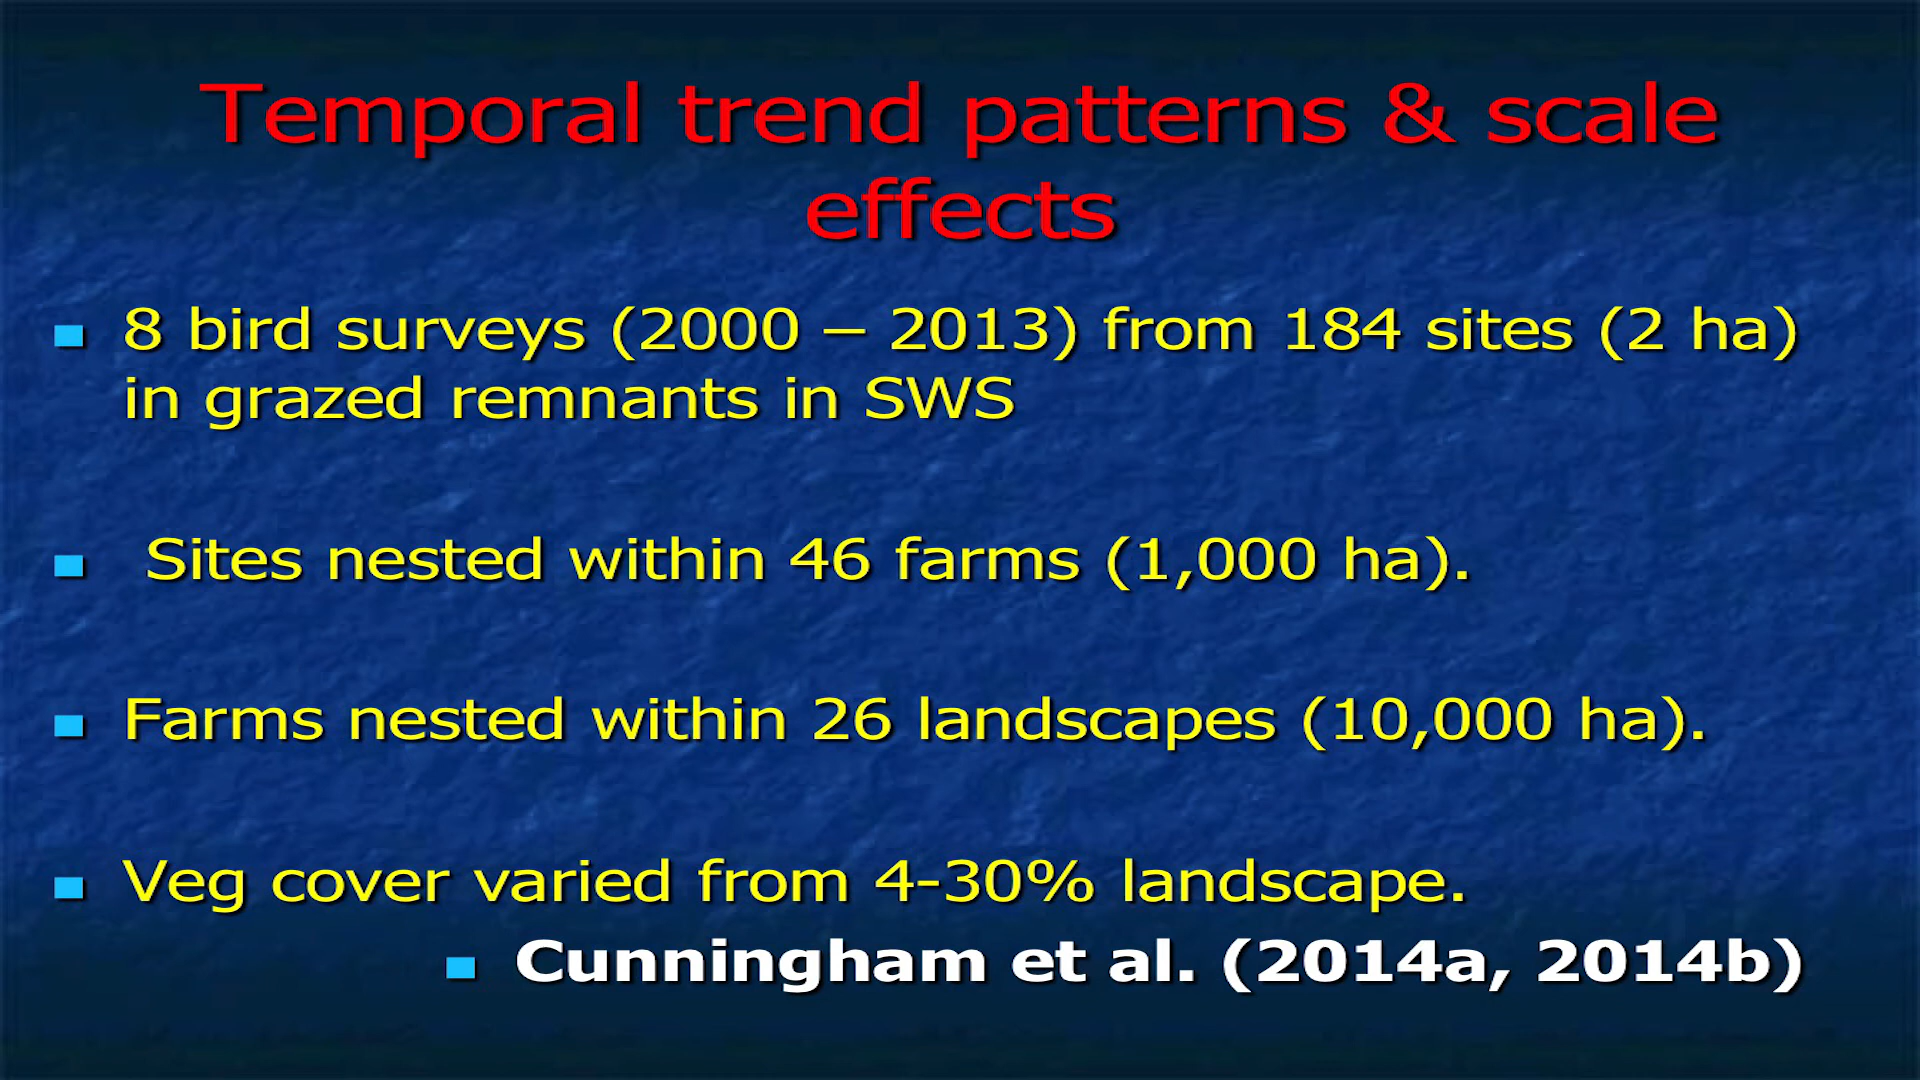 Temporal trend patterns & scale
effects
8 bird surveys (2000 – 2013) from 184 sites (2 ha)
in grazed remnants in SWS
Sites nested within 46 farms (1,000 ha).
Farms nested within 26 landscapes (10,000 ha).
Veg cover varied from 4-30% landscape.
Cunningham et al. (2014a, 2014b)